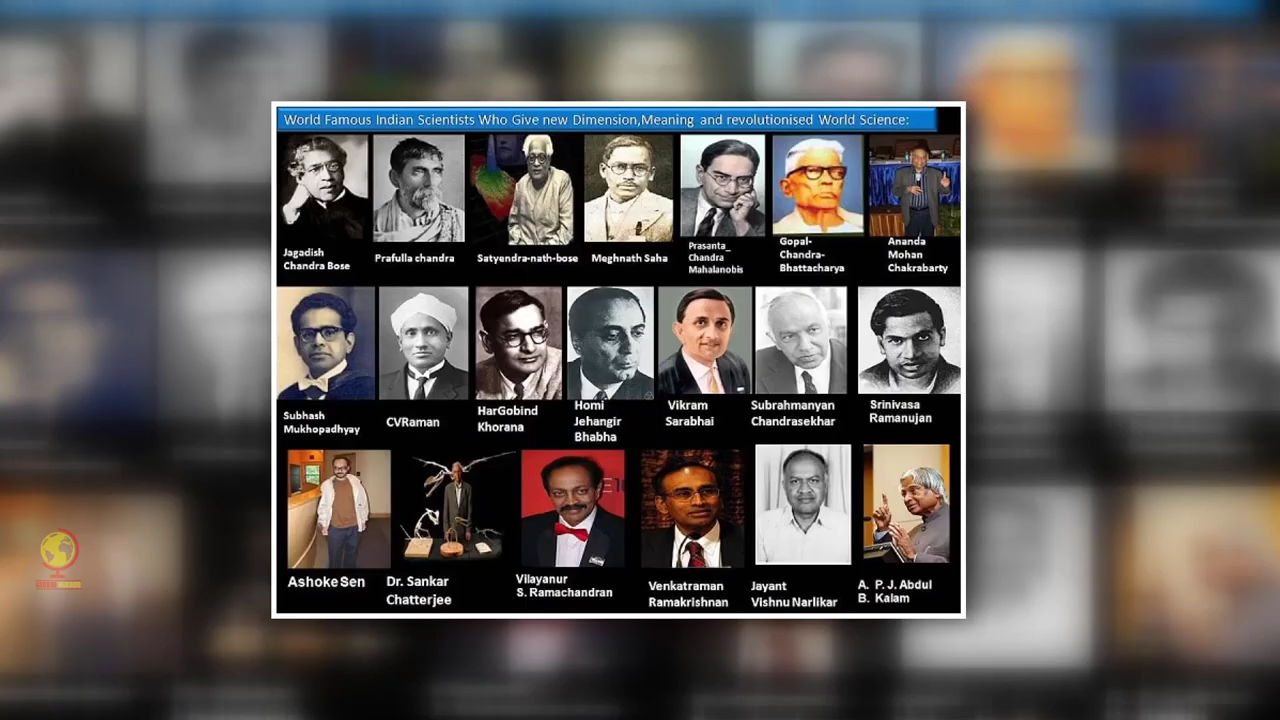 World Famous Indian Scientists Who Give new Dimension,Meaning and revolutionised World Science:
Jagadish
Chandra Bose
Prafulla chandra
Satyendra-nath-bose
Meghnath Saha
Prasanta_
Chandra
Mahalanobis
Gopal-
Chandra-
Bhattacharya
Ananda
Mohan
Chakrabarty
Subhash
Mukhopadhyay
CVRaman
HarGobind
Khorana
Homi
Jehangir
Bhabha
Vikram
Sarabhai
Subrahmanyan
Chandrasekhar
Srinivasa
Ramanujan
Ashoke Sen
Dr. Sankar
Chatterjee
Vilayanur
S. Ramachandran
Venkatraman
Ramakrishnan
Jayant
Vishnu Narlikar
A. P. J. Abdul
B. Kalam